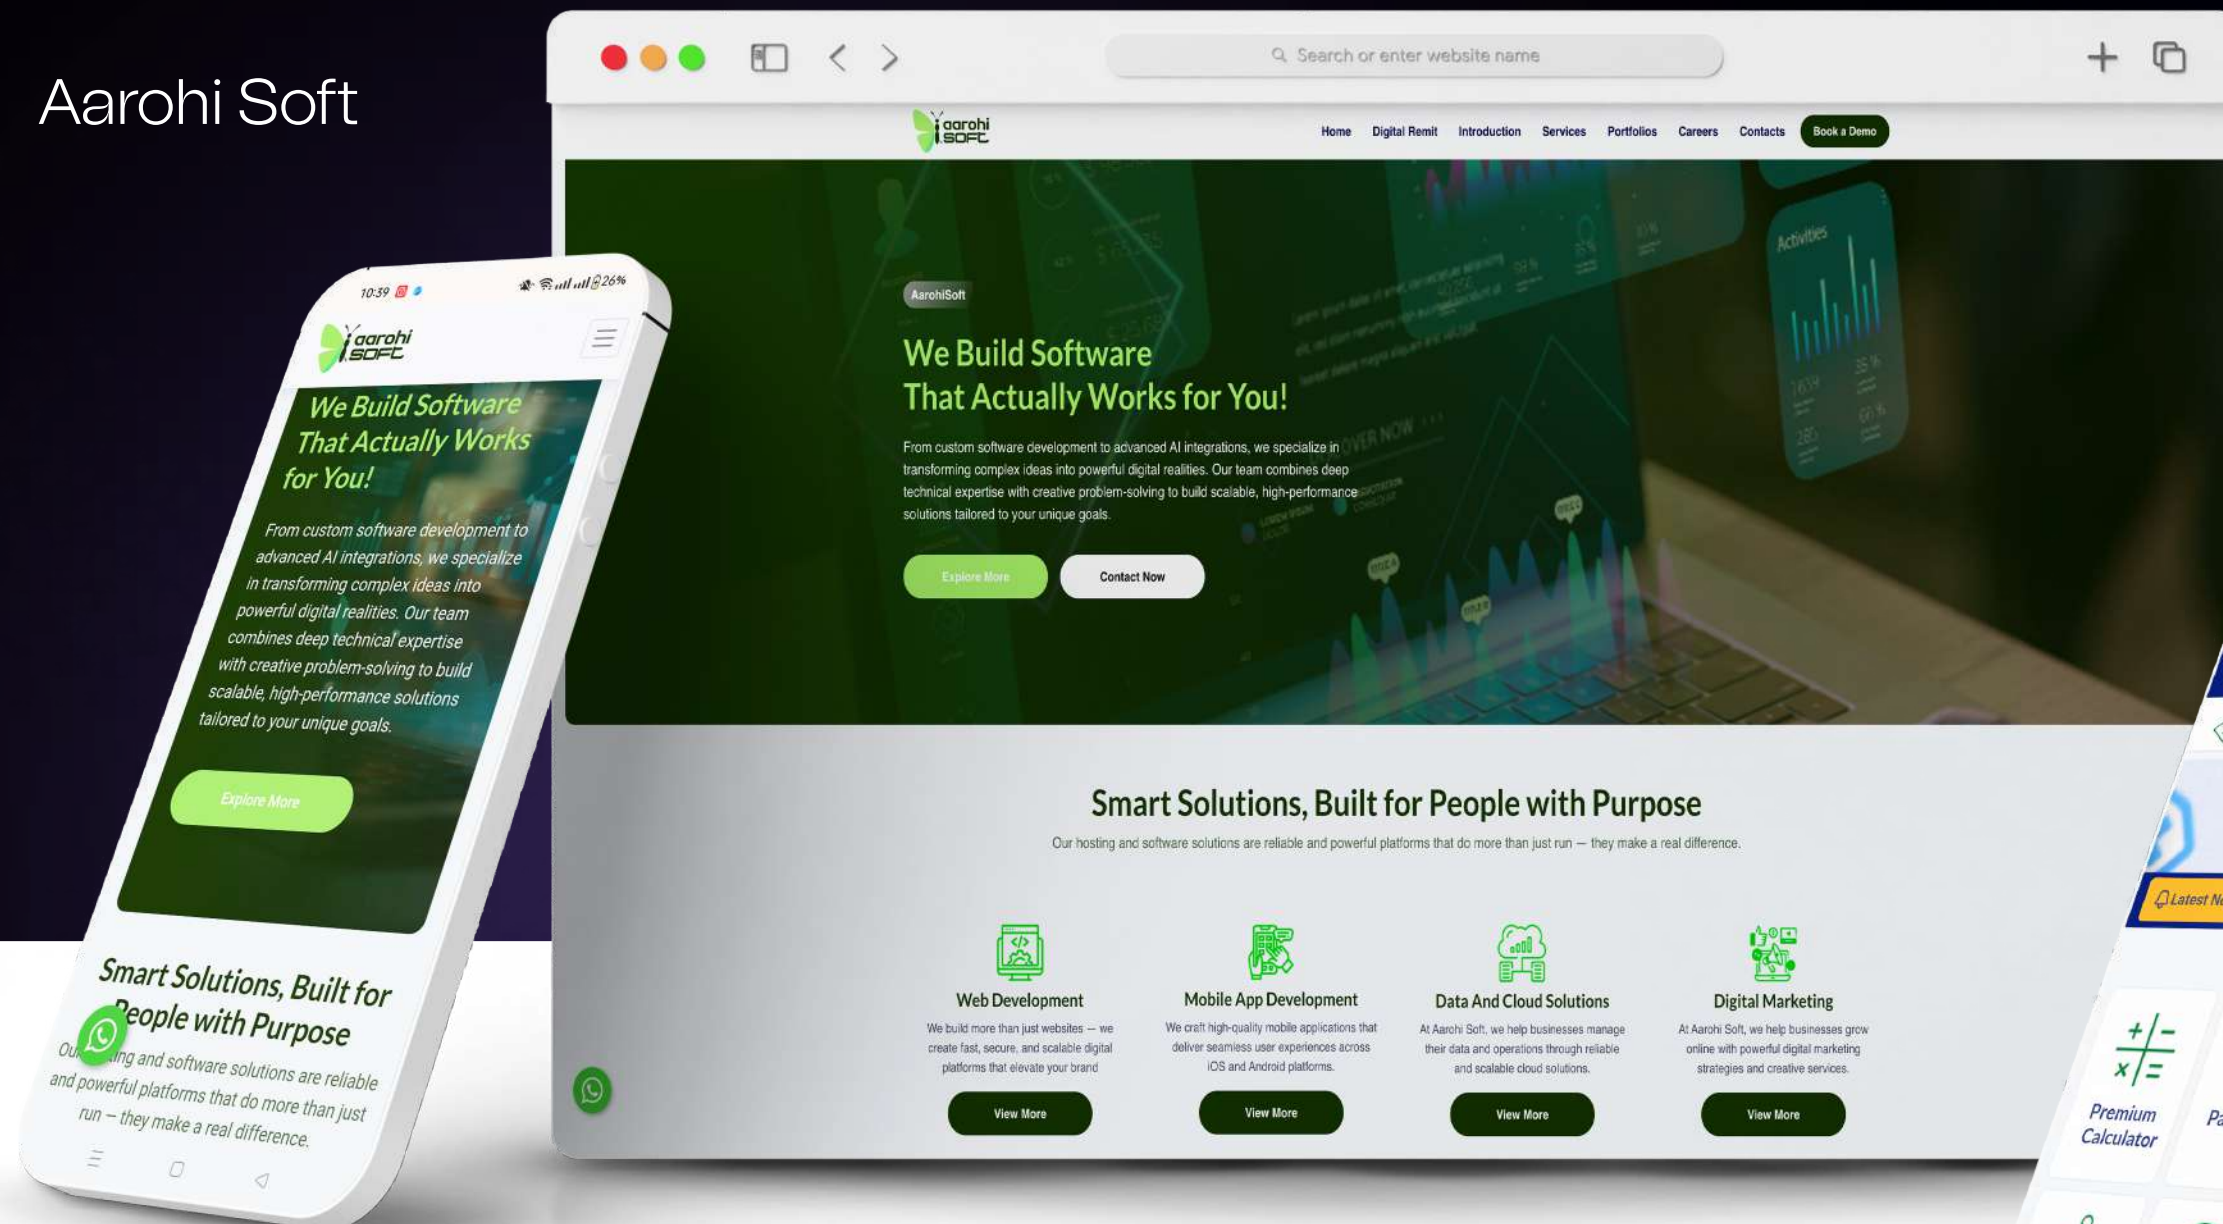 Aarohi Soft
Search or enter website name
aarohi
SOFT
Home Digital Remit Introduction Services Portfolios Careers Contacts Book a Demo
AarohiSoft
We Build Software
That Actually Works for You!
From custom software development to advanced AI integrations, we specialize in
transforming complex ideas into powerful digital realities. Our team combines deep
technical expertise with creative problem-solving to build scalable, high-performance
solutions tailored to your unique goals.
Explore More Contact Now
Activities
Smart Solutions, Built for People with Purpose
Our hosting and software solutions are reliable and powerful platforms that do more than just run — they make a real difference.
Web Development
We build more than just websites — we
create fast, secure, and scalable digital
platforms that elevate your brand
View More
Mobile App Development
We craft high-quality mobile applications that
deliver seamless user experiences across
iOS and Android platforms.
View More
Data And Cloud Solutions
At Aarohi Soft, we help businesses manage
their data and operations through reliable
and scalable cloud solutions.
View More
Digital Marketing
At Aarohi Soft, we help businesses grow
online with powerful digital marketing
strategies and creative services.
View More
10:39 26%
aarohi
SOFT
We Build Software
That Actually Works
for You!
From custom software development to
advanced AI integrations, we specialize
in transforming complex ideas into
powerful digital realities. Our team
combines deep technical expertise
with creative problem-solving to build
scalable, high-performance solutions
tailored to your unique goals.
Explore More
Smart Solutions, Built for
People with Purpose
and software solutions are reliable
and powerful platforms that do more than just
run — they make a real difference.
Latest
Premium
Calculator